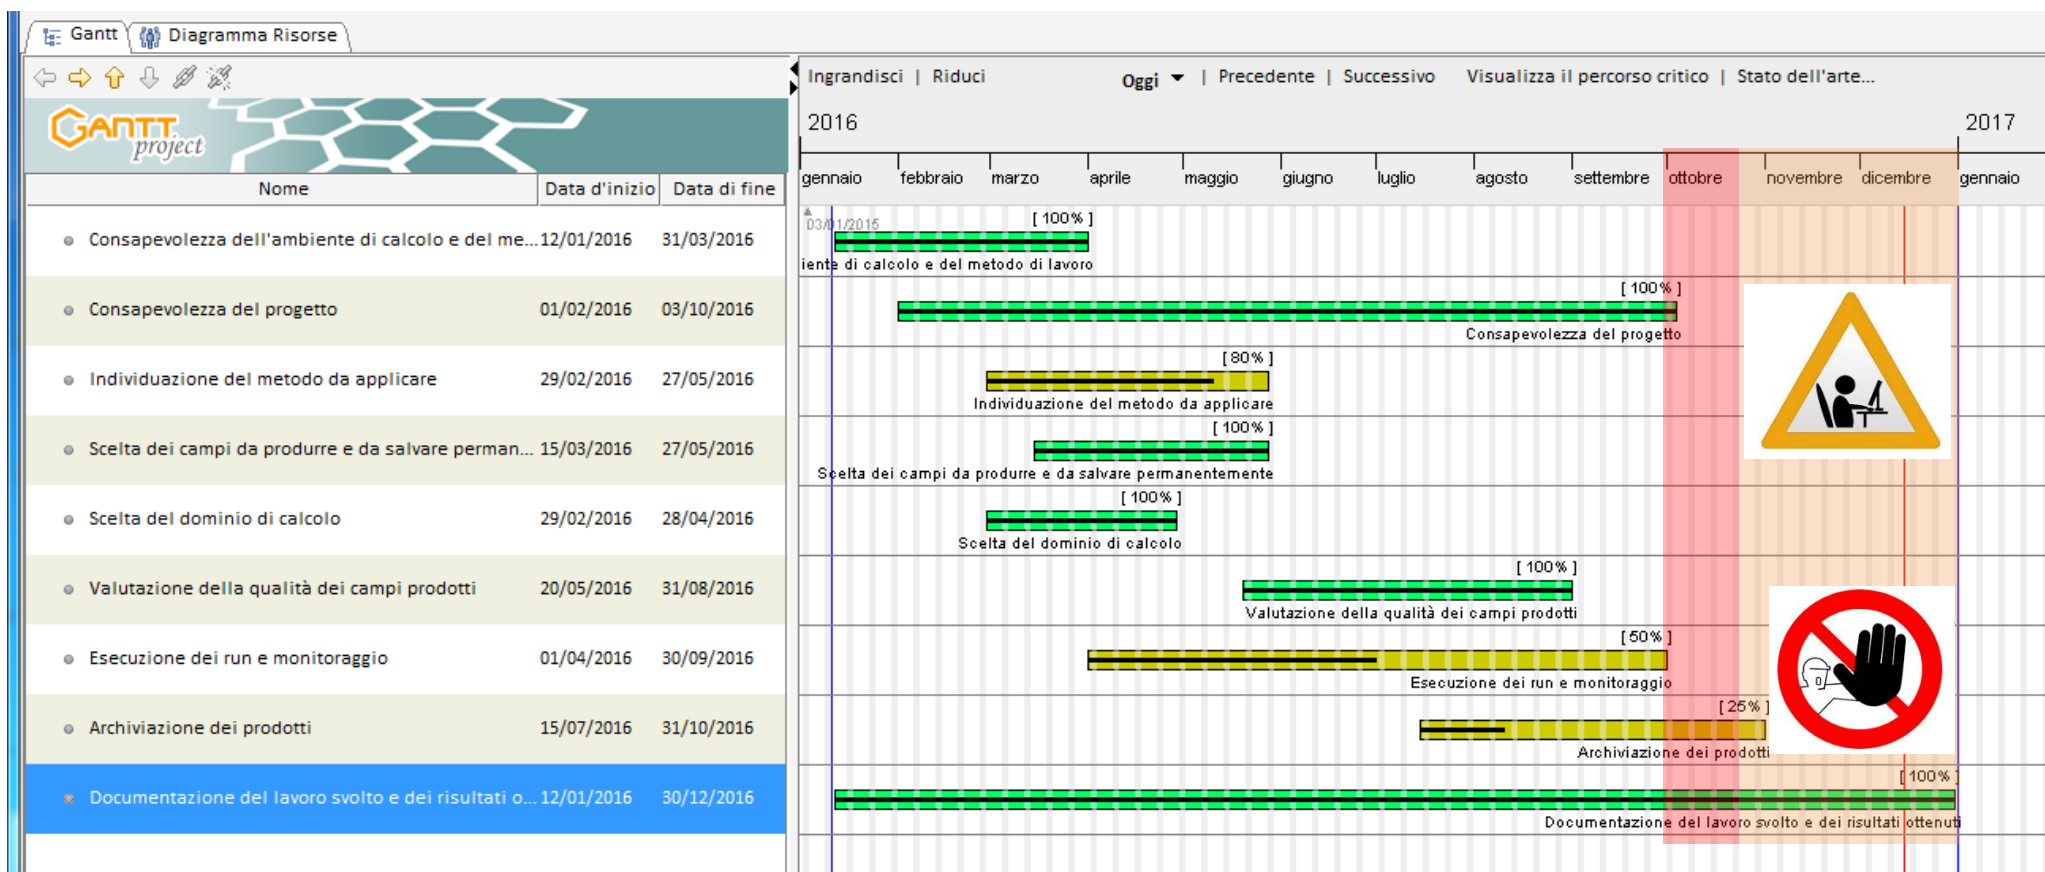 Gantt Diagramma Risorse
Ingrandisci | Riduci Oggi | Precedente | Successivo Visualizza il percorso critico | Stato dell'arte...
GANTT
project
2016 2017
Nome Data d'inizio Data di fine
gennaio febbraio marzo aprile maggio giugno luglio agosto settembre ottobre novembre dicembre gennaio
03/01/2015
[ 100% ]
Consapevolezza dell'ambiente di calcolo e del me... 12/01/2016 31/03/2016
iente di calcolo e del metodo di lavoro
[ 100% ]
Consapevolezza del progetto 01/02/2016 03/10/2016
Consapevolezza del progetto
[ 80% ]
Individuazione del metodo da applicare 29/02/2016 27/05/2016
Individuazione del metodo da applicare
[ 100% ]
Scelta dei campi da produrre e da salvare perman... 15/03/2016 27/05/2016
Scelta dei campi da produrre e da salvare permanentemente
[ 100% ]
Scelta del dominio di calcolo 29/02/2016 28/04/2016
Scelta del dominio di calcolo
[ 100% ]
Valutazione della qualità dei campi prodotti 20/05/2016 31/08/2016
Valutazione della qualità dei campi prodotti
[ 50% ]
Esecuzione dei run e monitoraggio 01/04/2016 30/09/2016
Esecuzione dei run e monitoraggio
[ 25% ]
Archiviazione dei prodotti 15/07/2016 31/10/2016
Archiviazione dei prodotti
[ 100% ]
Documentazione del lavoro svolto e dei risultati o... 12/01/2016 30/12/2016
Documentazione del lavoro svolto e dei risultati ottenuti